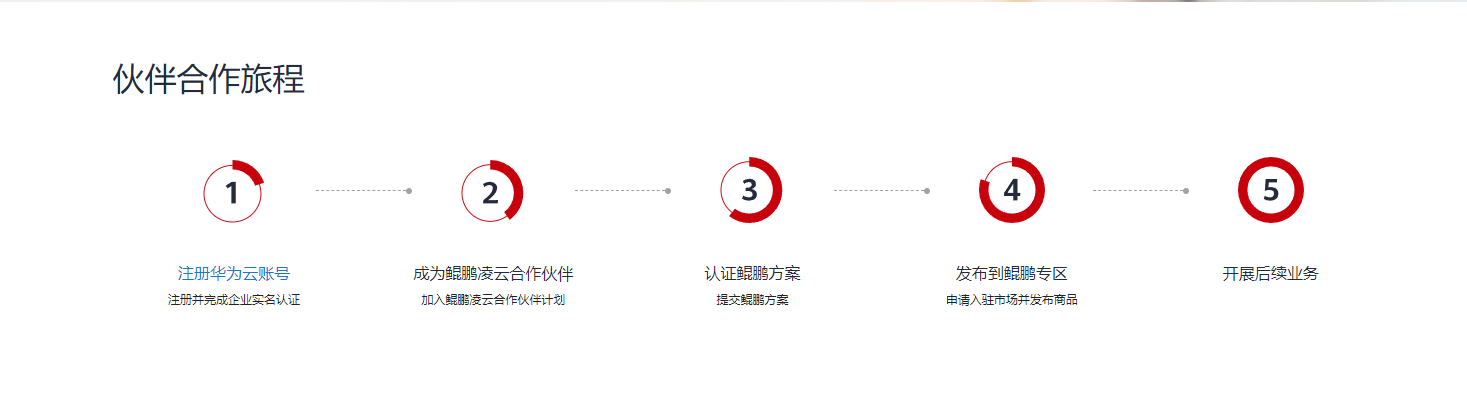 伙伴合作旅程
1
2
3
4
5
注册华为云账号
成为鲲鹏凌云合作伙伴
认证鲲鹏方案
发布到鲲鹏专区
开展后续业务
注册并完成企业实名认证
加入鲲鹏凌云合作伙伴计划
提交鲲鹏方案
申请入驻市场并发布商品